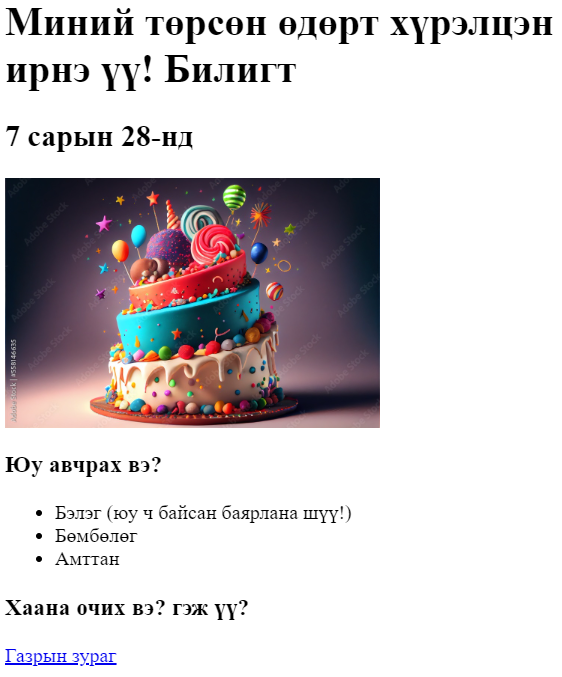 Миний төрсөн өдөрт хүрэлцэн
ирнэ үү! Билигт
7 сарын 28-нд
Adobe Stock | #558146635
Юу авчрах вэ?
Бэлэг (юу ч байсан баярлана шүү!)
Бөмбөлөг
Амттан
Хаана очих вэ? гэж үү?
Газрын зураг